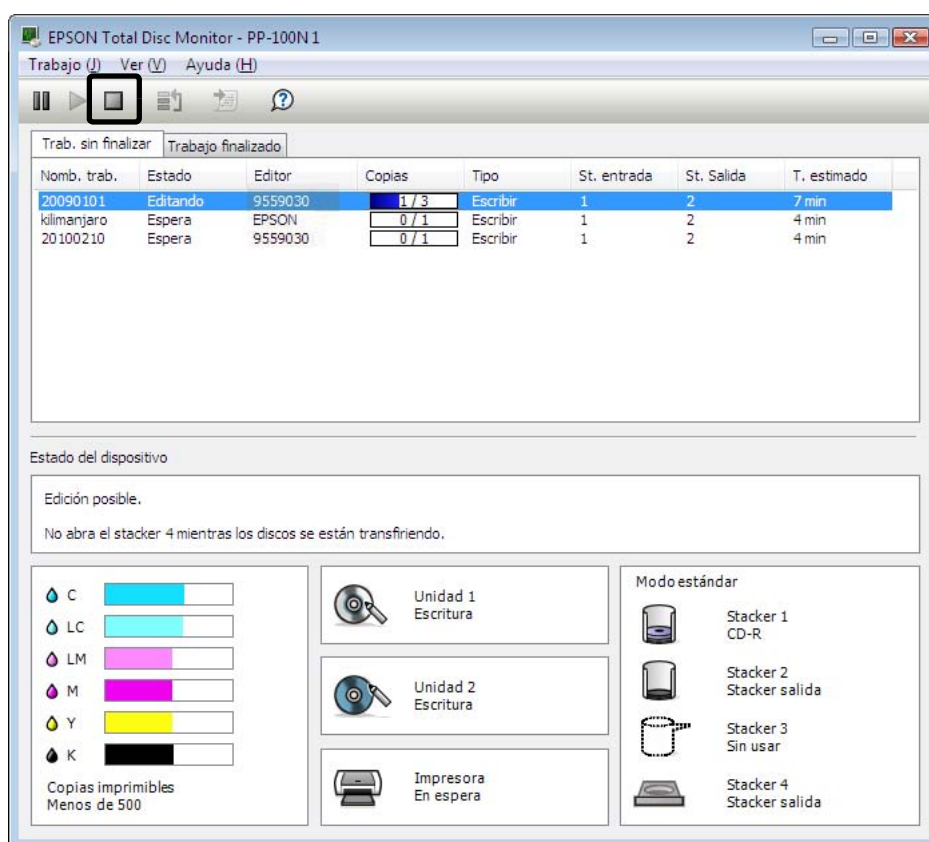 EPSON Total Disc Monitor - PP-100N 1
Trabajo (J) Ver (V) Ayuda (H)
Trab. sin finalizar Trabajo finalizado
Nomb. trab. Estado Editor Copias Tipo St. entrada St. Salida T. estimado
20090101 Editando 9559030 1 / 3 Escribir 1 2 7 min
kilimanjaro Espera EPSON 0 / 1 Escribir 1 2 4 min
20100210 Espera 9559030 0 / 1 Escribir 1 2 4 min
Estado del dispositivo
Edición posible.
No abra el stacker 4 mientras los discos se están transfiriendo.
C
LC
LM
M
Y
K
Copias imprimibles
Menos de 500
Unidad 1
Escritura
Unidad 2
Escritura
Impresora
En espera
Modo estándar
Stacker 1
CD-R
Stacker 2
Stacker salida
Stacker 3
Sin usar
Stacker 4
Stacker salida